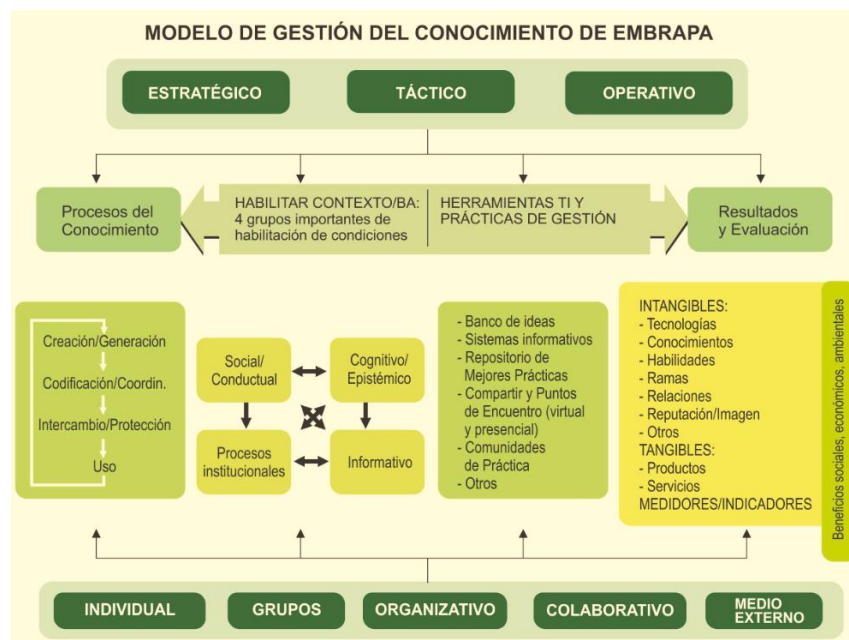 MODELO DE GESTIÓN DEL CONOCIMIENTO DE EMBRAPA
ESTRATÉGICO
TÁCTICO
OPERATIVO
Procesos del
Conocimiento
HABILITAR CONTEXTO/BA:
4 grupos importantes de
habilitación de condiciones
HERRAMIENTAS TI Y
PRÁCTICAS DE GESTIÓN
Resultados
y Evaluación
Creación/Generación
Codificación/Coordin.
Intercambio/Protección
Uso
Social/
Conductual
Cognitivo/
Epistémico
Procesos
institucionales
Informativo
- Banco de ideas
- Sistemas informativos
- Repositorio de
Mejores Prácticas
- Compartir y Puntos
de Encuentro (virtual
y presencial)
- Comunidades
de Práctica
- Otros
INTANGIBLES:
- Tecnologías
- Conocimientos
- Habilidades
- Ramas
- Relaciones
- Reputación/Imagen
- Otros
TANGIBLES:
- Productos
- Servicios
MEDIDORES/INDICADORES
Beneficios sociales, económicos, ambientales
INDIVIDUAL
GRUPOS
ORGANIZATIVO
COLABORATIVO
MEDIO
EXTERNO